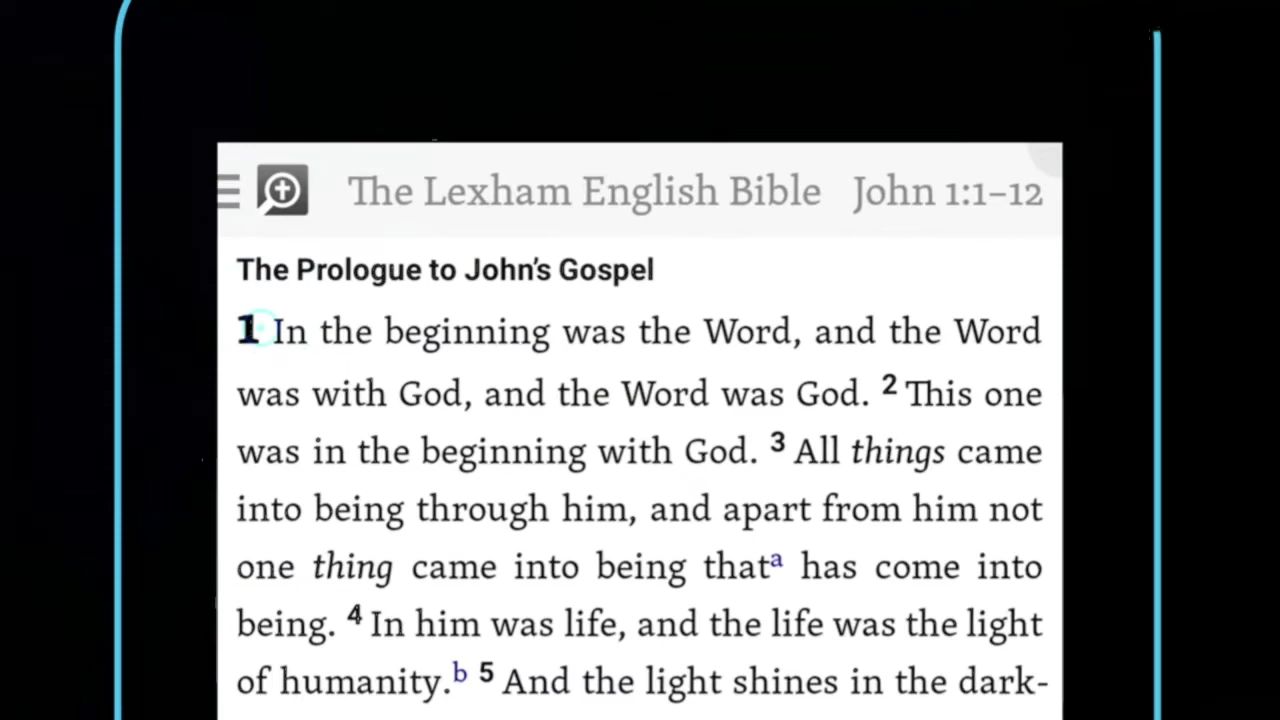 The Lexham English Bible John 1:1–12
The Prologue to John's Gospel
1 In the beginning was the Word, and the Word
was with God, and the Word was God. 2 This one
was in the beginning with God. 3 All things came
into being through him, and apart from him not
one thing came into being thata has come into
being. 4 In him was life, and the life was the light
of humanity.b 5 And the light shines in the dark-